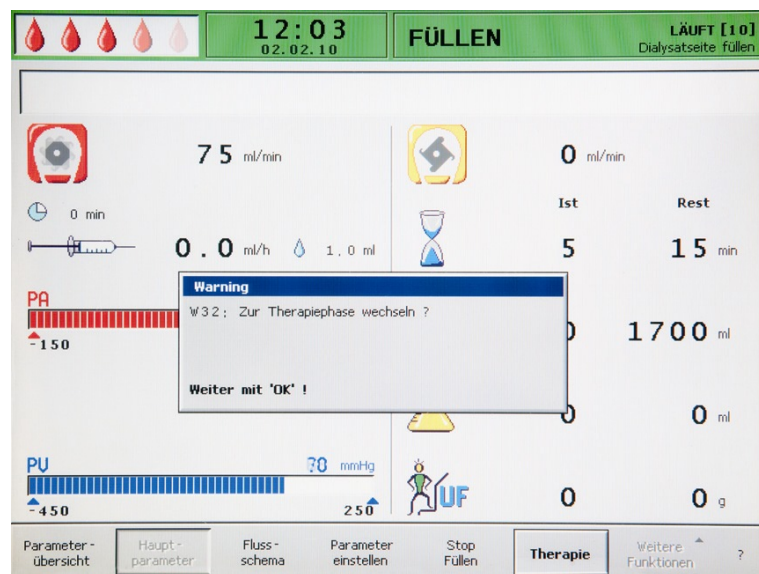 12:03
02.02.10
FÜLLEN
LÄUFT [10]
Dialysatseite füllen
75 ml/min
0 ml/min
0 min
Ist Rest
0.0 ml/h 1.0 ml
5 15 min
Warning
W32: Zur Therapiephase wechseln ?
Weiter mit 'OK' !
PA
-150
1700 ml
0 0 ml
PV 70 mmHg
-450 250
UF 0 0 g
Parameter-übersicht
Haupt-parameter
Fluss-schema
Parameter einstellen
Stop Füllen
Therapie
Weitere Funktionen
?